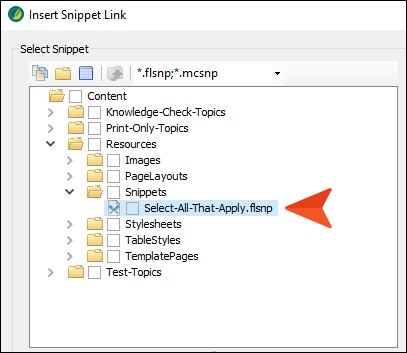 Insert Snippet Link
Select Snippet
*.flsnp;*.mcsnp
Content
Knowledge-Check-Topics
Print-Only-Topics
Resources
Images
PageLayouts
Snippets
Select-All-That-Apply.flsnp
Stylesheets
TableStyles
TemplatePages
Test-Topics